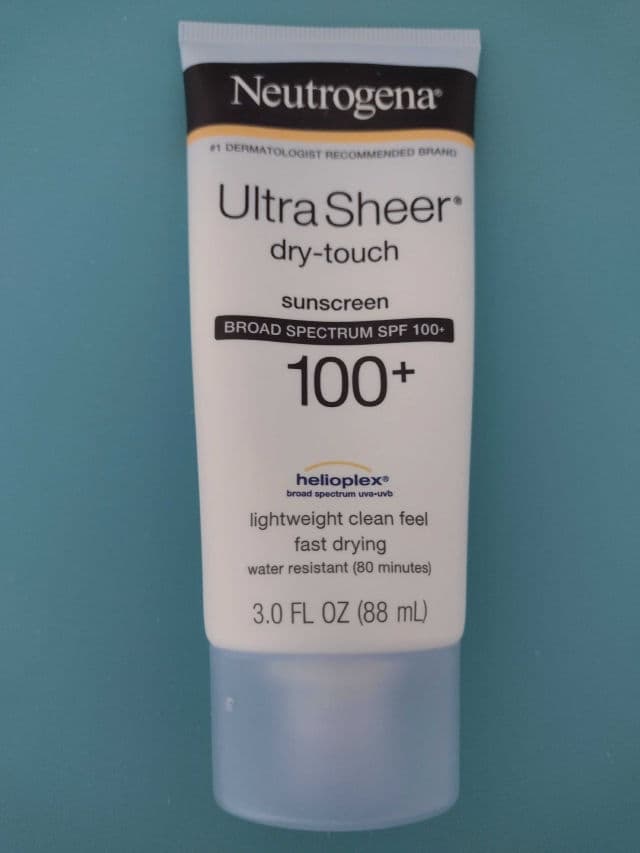 Neutrogena®
#1 DERMATOLOGIST RECOMMENDED BRAND
Ultra Sheer®
dry-touch
sunscreen
BROAD SPECTRUM SPF 100+
100+
helioplex®
broad spectrum uva-uvb
lightweight clean feel
fast drying
water resistant (80 minutes)
3.0 FL OZ (88 mL)